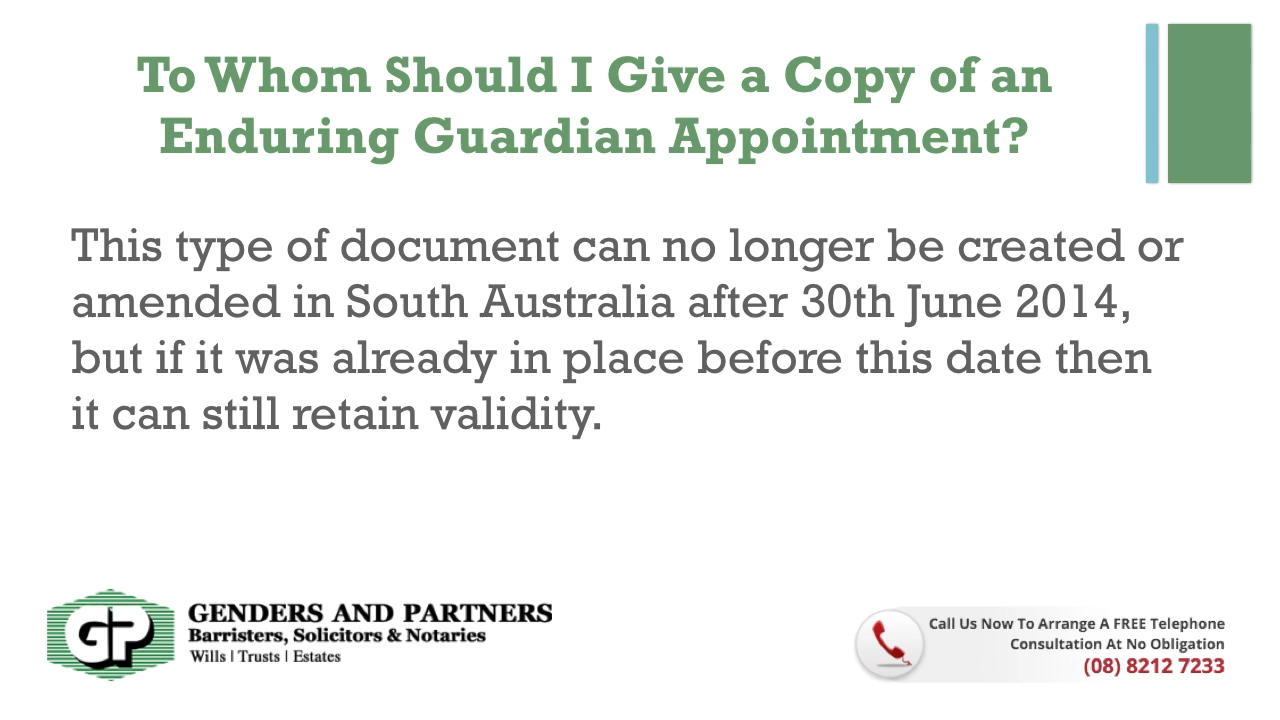 To Whom Should I Give a Copy of an
Enduring Guardian Appointment?
This type of document can no longer be created or
amended in South Australia after 30th June 2014,
but if it was already in place before this date then
it can still retain validity.
GP
GENDERS AND PARTNERS
Barristers, Solicitors & Notaries
Wills | Trusts | Estates
Call Us Now To Arrange A FREE Telephone
Consultation At No Obligation
(08) 8212 7233